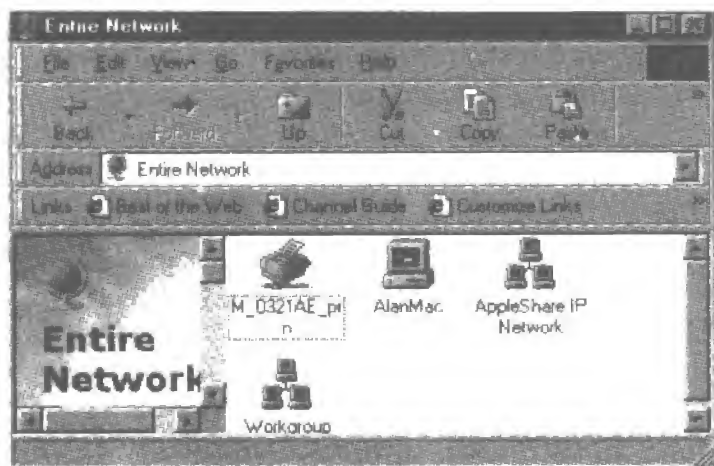 Entire Network
File Edit View Go Favorites Help
Back Forward Up Cut Copy Paste
Address Entire Network
Links Best of the Web Channel Guide Customize Links
M_0321AE_pri
n
AlanMac
AppleShare IP
Network
Entire
Network
Workgroup